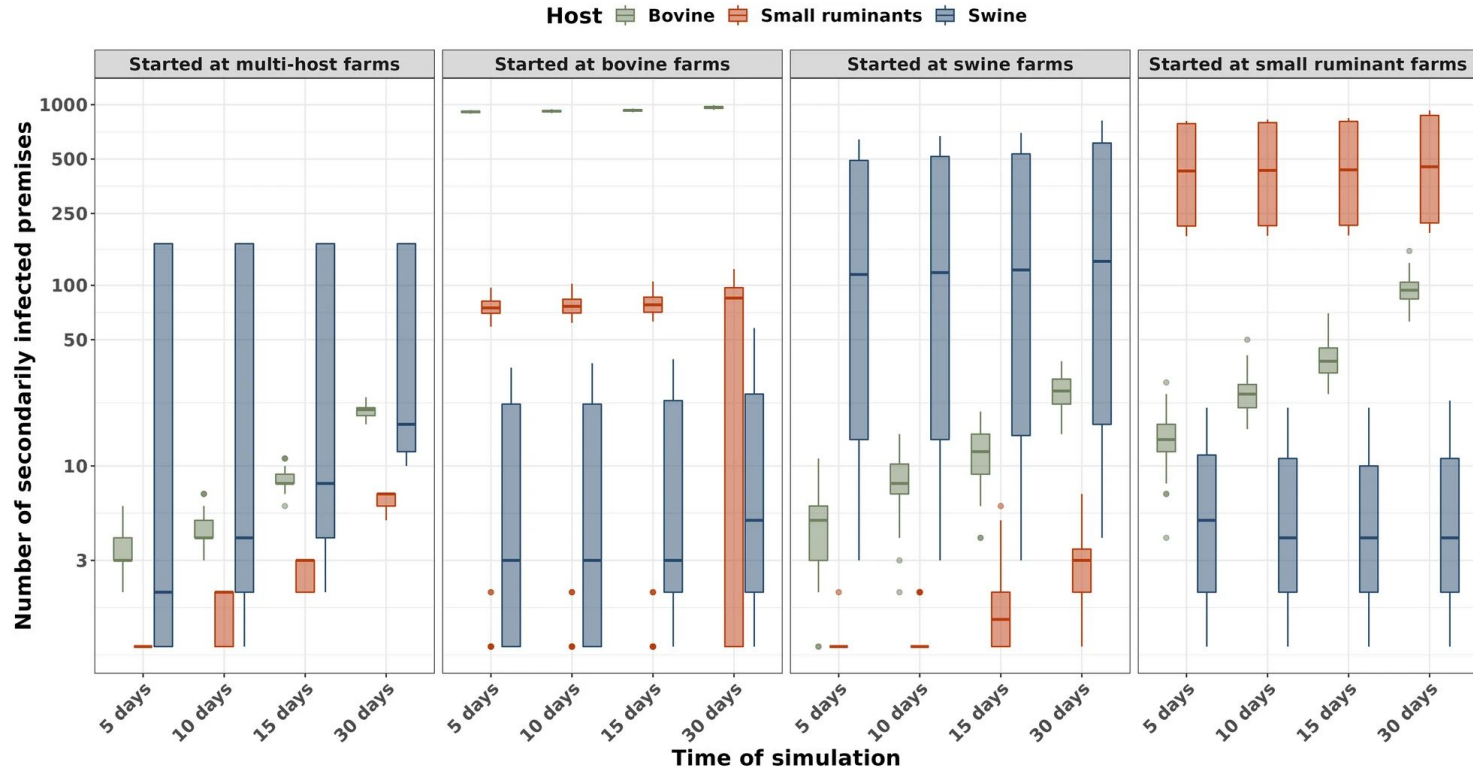 Host Bovine Small ruminants Swine
Started at multi-host farms Started at bovine farms Started at swine farms Started at small ruminant farms
Number of secondarily infected premises
1000
500
250
100
50
10
3
5 days 10 days 15 days 30 days 5 days 10 days 15 days 30 days 5 days 10 days 15 days 30 days 5 days 10 days 15 days 30 days
Time of simulation